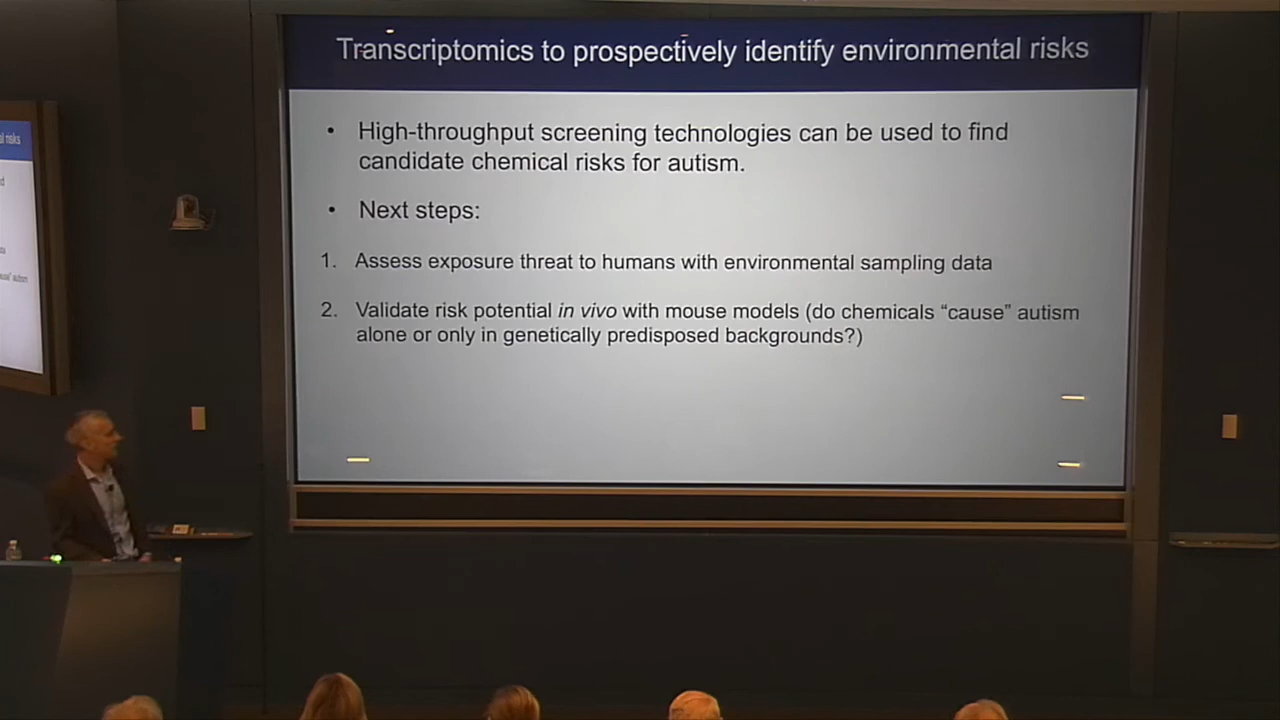 Transcriptomics to prospectively identify environmental risks
• High-throughput screening technologies can be used to find
candidate chemical risks for autism.
• Next steps:
1. Assess exposure threat to humans with environmental sampling data
2. Validate risk potential in vivo with mouse models (do chemicals “cause” autism
alone or only in genetically predisposed backgrounds?)
al risks